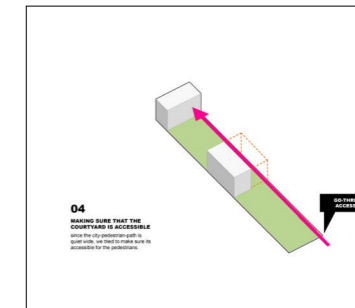 04
MAKING SURE THAT THE
COURTYARD IS ACCESSIBLE
since the city-pedestrian-path is
quiet wide, we tried to make sure its
accessible for the pedestrians.
GO-THR
ACCESS